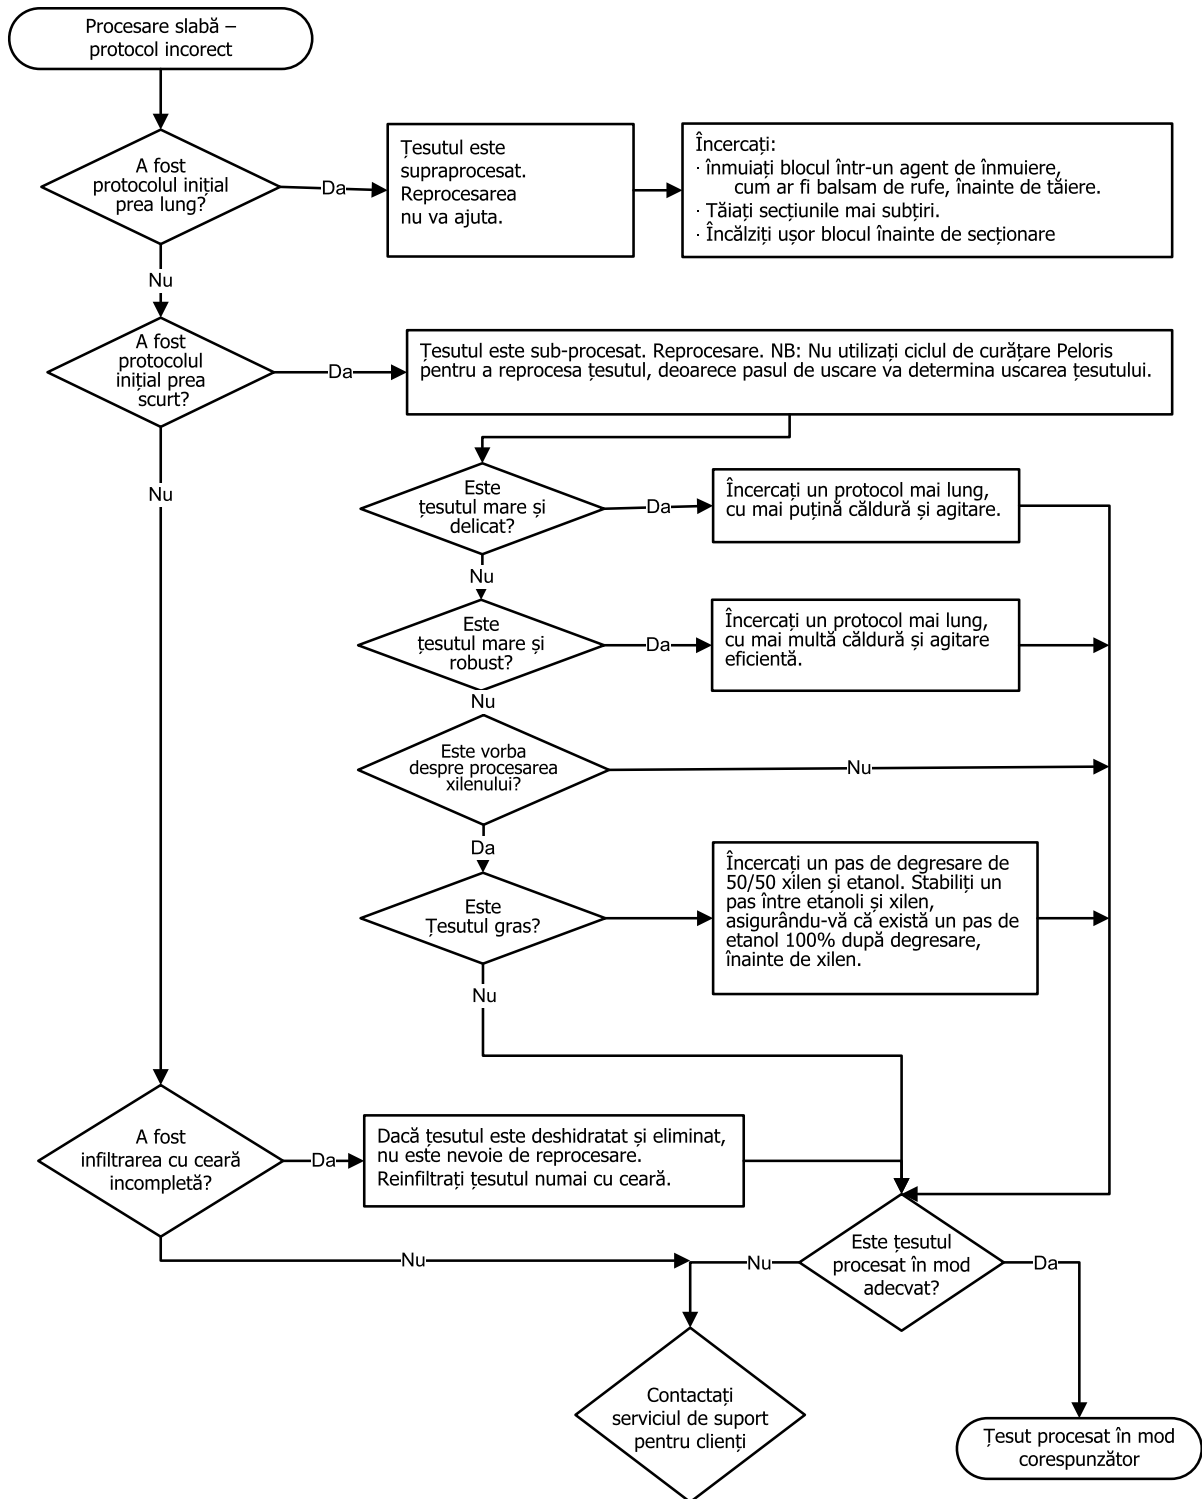 Procesare slabă –
protocol incorect
A fost
protocolul inițial
prea lung?
Da
Țesutul este
supraprocesat.
Reprocesarea
nu va ajuta.
Încercați:
· înmuiați blocul într-un agent de înmuiere,
cum ar fi balsam de rufe, înainte de tăiere.
· Tăiați secțiunile mai subțiri.
· Încălziți ușor blocul înainte de secționare
Nu
A fost
protocolul
inițial prea
scurt?
Da
Țesutul este sub-procesat. Reprocesare. NB: Nu utilizați ciclul de curățare Peloris
pentru a reprocesa țesutul, deoarece pasul de uscare va determina uscarea țesutului.
Nu
Este
țesutul mare și
delicat?
Da
Încercați un protocol mai lung,
cu mai puțină căldură și agitare.
Nu
Este
țesutul mare și
robust?
Da
Încercați un protocol mai lung,
cu mai multă căldură și agitare
eficientă.
Nu
Este vorba
despre procesarea
xilenului?
Nu
Da
Este
Țesutul gras?
Încercați un pas de degresare de
50/50 xilen și etanol. Stabiliți un
pas între etanoli și xilen,
asigurându-vă că există un pas de
etanol 100% după degresare,
înainte de xilen.
Nu
A fost
infiltrarea cu ceară
incompletă?
Da
Dacă țesutul este deshidratat și eliminat,
nu este nevoie de reprocesare.
Reinfiltrați țesutul numai cu ceară.
Nu
Este țesutul
procesat în mod
adecvat?
Nu
Da
Contactați
serviciul de suport
pentru clienți
Țesut procesat în mod
corespunzător